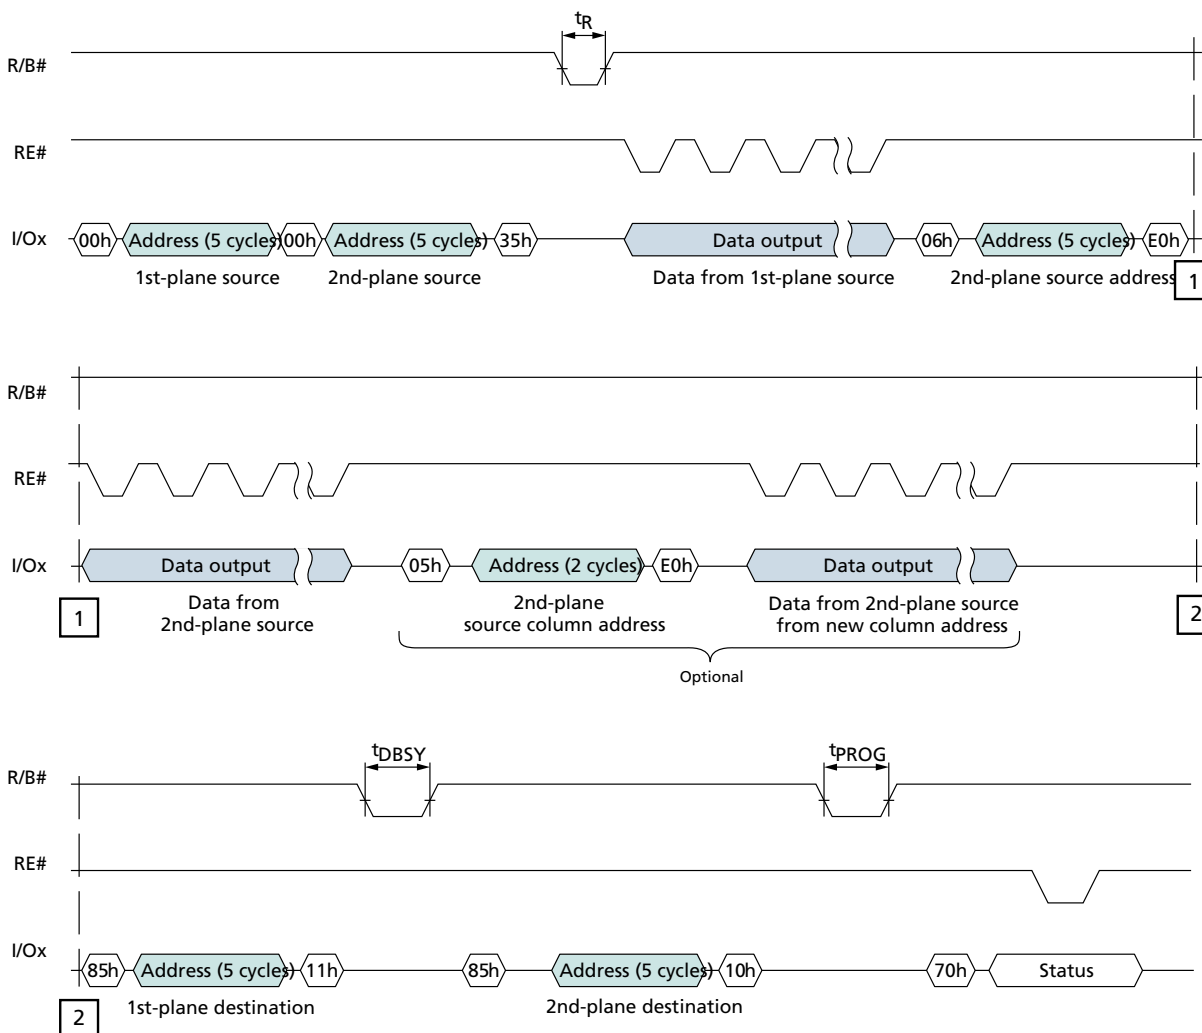 tR
R/B#
RE#
I/Ox 00h Address (5 cycles) 00h Address (5 cycles) 35h Data output 06h Address (5 cycles) E0h
1st-plane source 2nd-plane source Data from 1st-plane source 2nd-plane source address 1
R/B#
RE#
I/Ox Data output 05h Address (2 cycles) E0h Data output
1 Data from 2nd-plane Data from 2nd-plane source 2
2nd-plane source source column address from new column address
Optional
tDBSY tPROG
R/B#
RE#
I/Ox
85h Address (5 cycles) 11h 85h Address (5 cycles) 10h 70h Status
2 1st-plane destination 2nd-plane destination